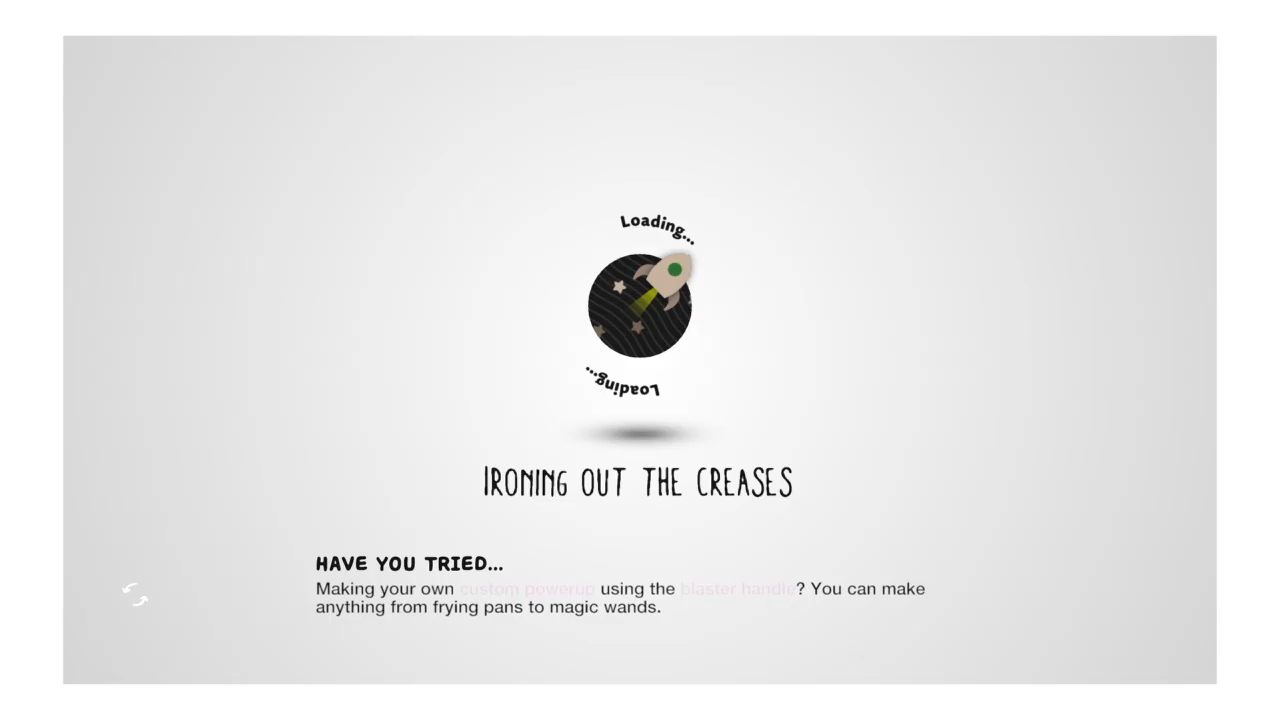 Loading...
Loading...
IRONING OUT THE CREASES
HAVE YOU TRIED...
Making your own custom powerup using the blaster handle? You can make
anything from frying pans to magic wands.